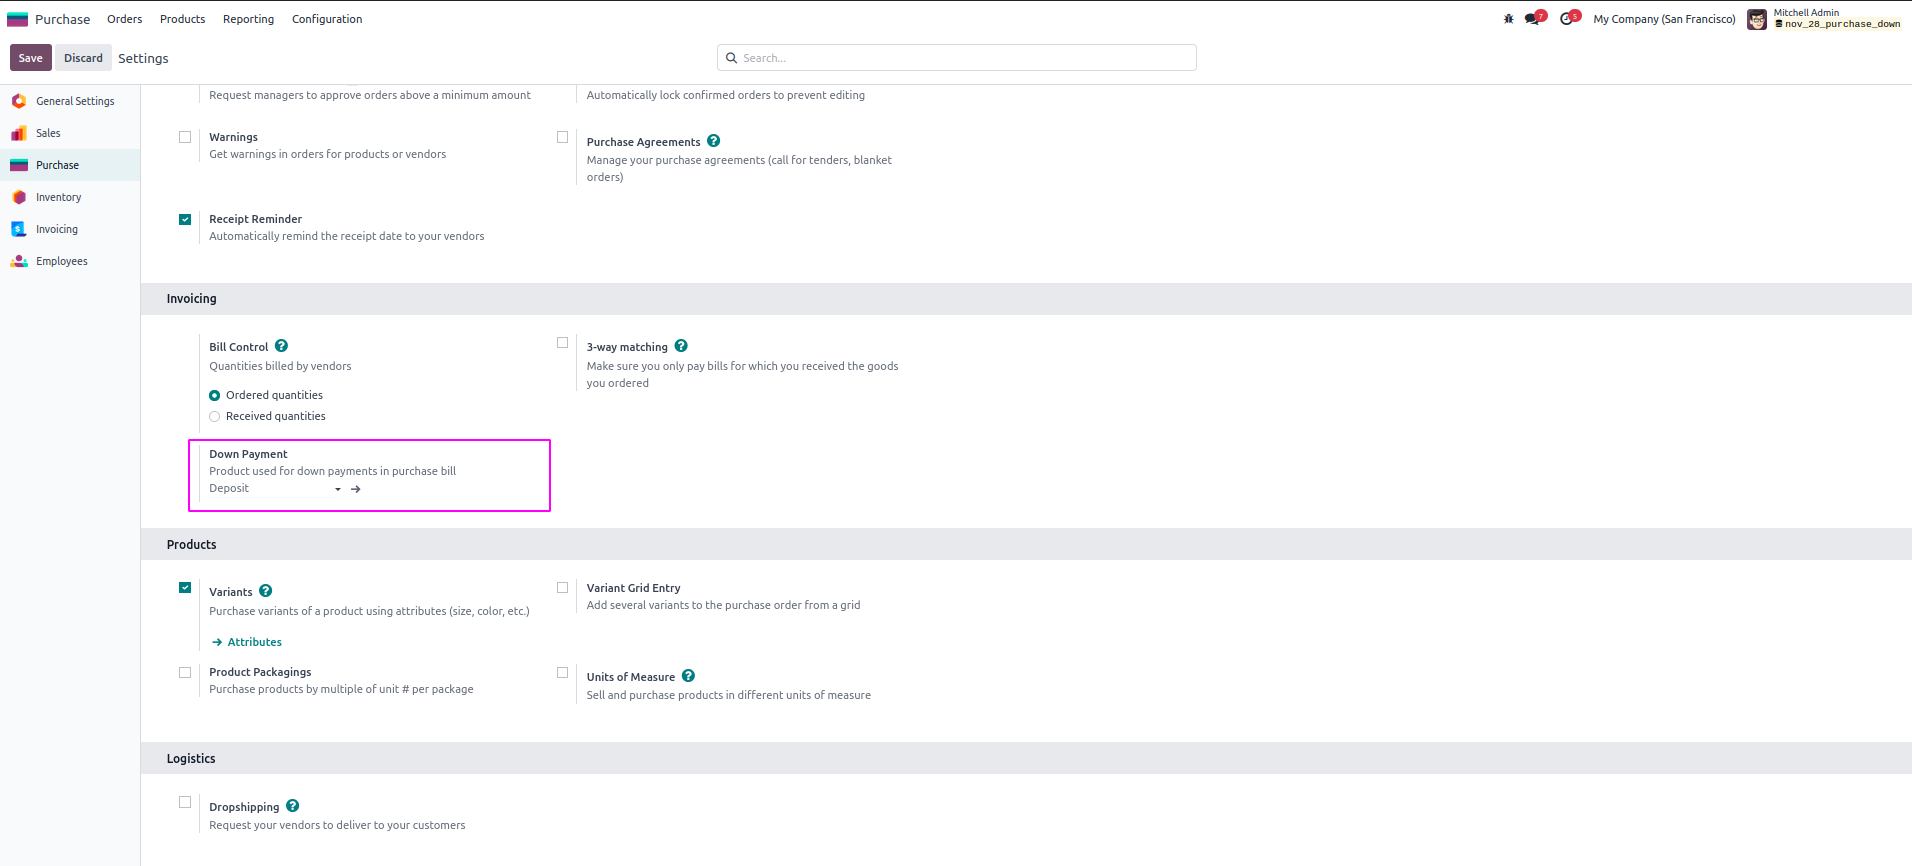 Purchase Orders Products Reporting Configuration
7 5 My Company (San Francisco) Mitchell Admin
nov_28_purchase_down
Save Discard Settings Search...
General Settings
Sales
Purchase
Inventory
Invoicing
Employees
Request managers to approve orders above a minimum amount
Automatically lock confirmed orders to prevent editing
Warnings
Get warnings in orders for products or vendors
Purchase Agreements ?
Manage your purchase agreements (call for tenders, blanket
orders)
Receipt Reminder
Automatically remind the receipt date to your vendors
Invoicing
Bill Control ?
Quantities billed by vendors
Ordered quantities
Received quantities
3-way matching ?
Make sure you only pay bills for which you received the goods
you ordered
Down Payment
Product used for down payments in purchase bill
Deposit
Products
Variants ?
Purchase variants of a product using attributes (size, color, etc.)
Attributes
Variant Grid Entry
Add several variants to the purchase order from a grid
Product Packagings
Purchase products by multiple of unit # per package
Units of Measure ?
Sell and purchase products in different units of measure
Logistics
Dropshipping ?
Request your vendors to deliver to your customers